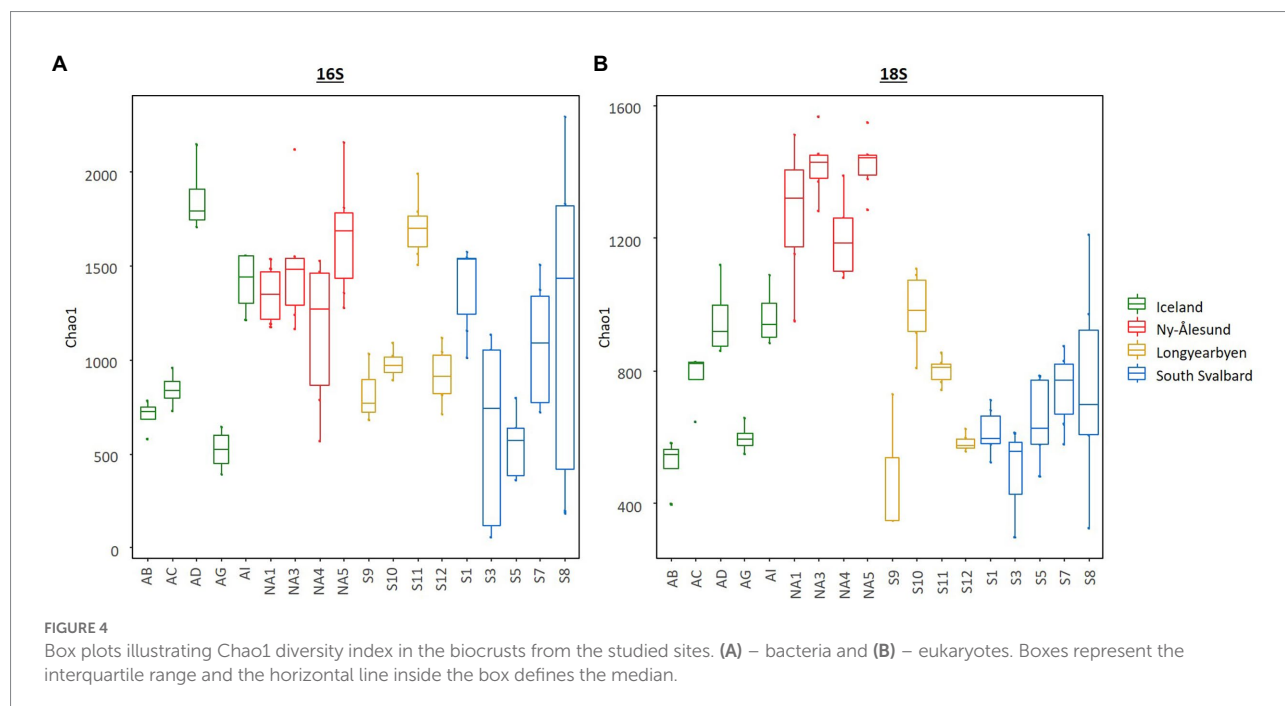 A
16S
2000
1500
1000
500
0
Chao1
AB AC AD AG AI NA1 NA3 NA4 NA5 S9 S10 S11 S12 S1 S3 S5 S7 S8
B
18S
1600
1200
800
400
Chao1
AB AC AD AG AI NA1 NA3 NA4 NA5 S9 S10 S11 S12 S1 S3 S5 S7 S8
Iceland
Ny-Ålesund
Longyearbyen
South Svalbard
FIGURE 4
Box plots illustrating Chao1 diversity index in the biocrusts from the studied sites. (A) – bacteria and (B) – eukaryotes. Boxes represent the
interquartile range and the horizontal line inside the box defines the median.